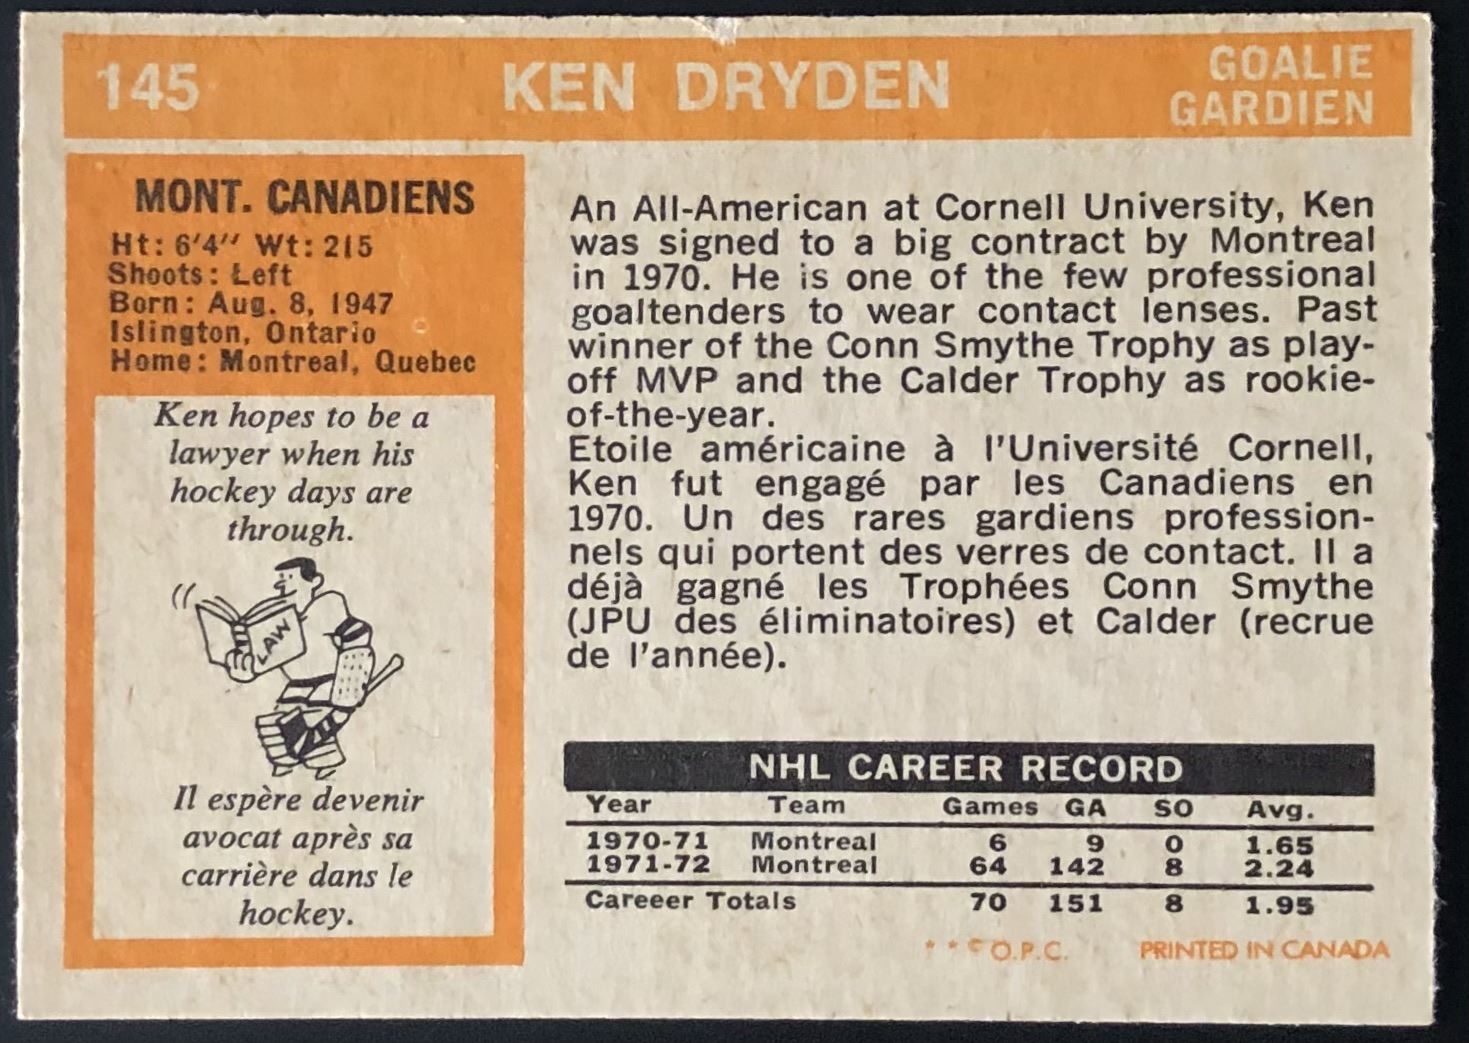 145
KEN DRYDEN
GOALIE
GARDIEN
MONT. CANADIENS
Ht: 6'4" Wt: 215
Shoots: Left
Born: Aug. 8, 1947
Islington, Ontario
Home: Montreal, Quebec
Ken hopes to be a
lawyer when his
hockey days are
through.
LAW
Il espère devenir
avocat après sa
carrière dans le
hockey.
An All-American at Cornell University, Ken
was signed to a big contract by Montreal
in 1970. He is one of the few professional
goaltenders to wear contact lenses. Past
winner of the Conn Smythe Trophy as play-
off MVP and the Calder Trophy as rookie-
of-the-year.
Etoile américaine à l'Université Cornell,
Ken fut engagé par les Canadiens en
1970. Un des rares gardiens profession-
nels qui portent des verres de contact. Il a
déjà gagné les Trophées Conn Smythe
(JPU des éliminatoires) et Calder (recrue
de l'année).
NHL CAREER RECORD
Year Team Games GA SO Avg.
1970-71 Montreal 6 9 0 1.65
1971-72 Montreal 64 142 8 2.24
Careeer Totals 70 151 8 1.95
* * © O.P.C. PRINTED IN CANADA